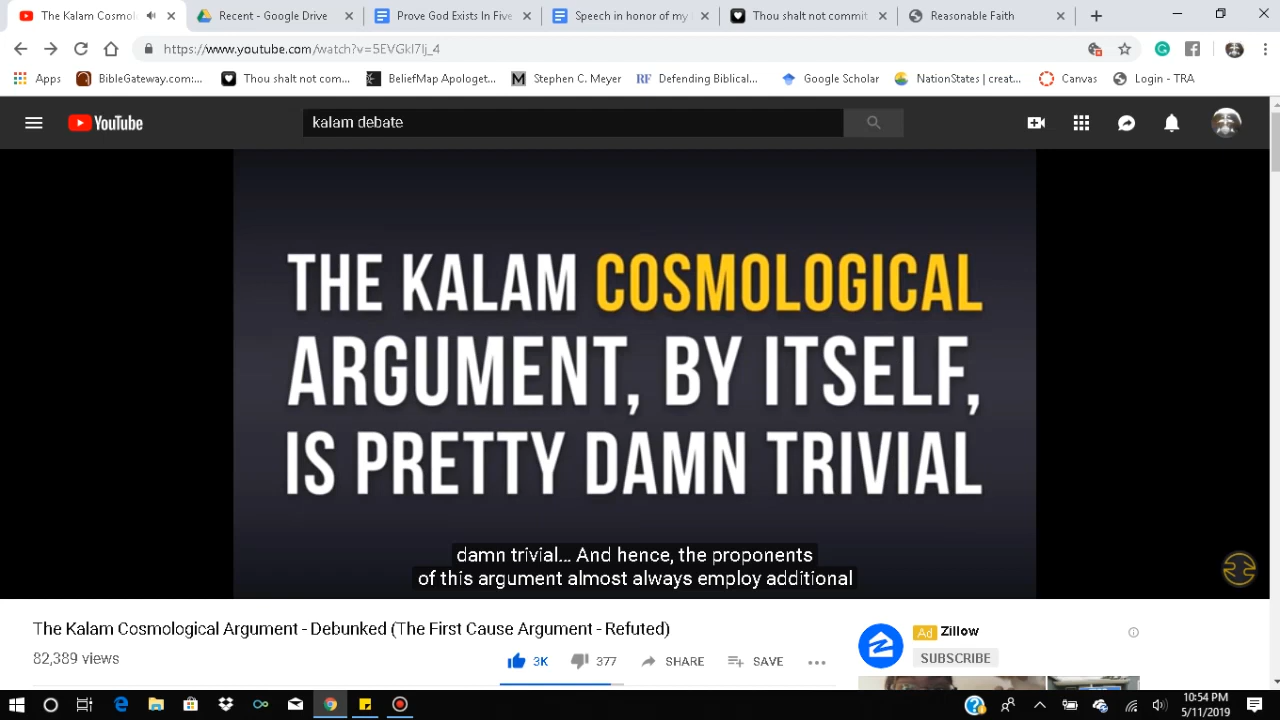 The Kalam Cosmolo
Recent - Google Drive
Prove God Exists In Five
Speech in honor of my
Thou shalt not commit
Reasonable Faith
https://www.youtube.com/watch?v=5EVGkl7lj_4
Apps
BibleGateway.com:...
Thou shalt not com...
BeliefMap Apologet...
Stephen C. Meyer
RF Defending Biblical...
Google Scholar
NationStates | creat...
Canvas
Login - TRA
YouTube
kalam debate
THE KALAM COSMOLOGICAL
ARGUMENT, BY ITSELF,
IS PRETTY DAMN TRIVIAL
damn trivial... And hence, the proponents
of this argument almost always employ additional
The Kalam Cosmological Argument - Debunked (The First Cause Argument - Refuted)
82,389 views
3K
377
SHARE
SAVE
Ad Zillow
SUBSCRIBE
10:54 PM
5/11/2019